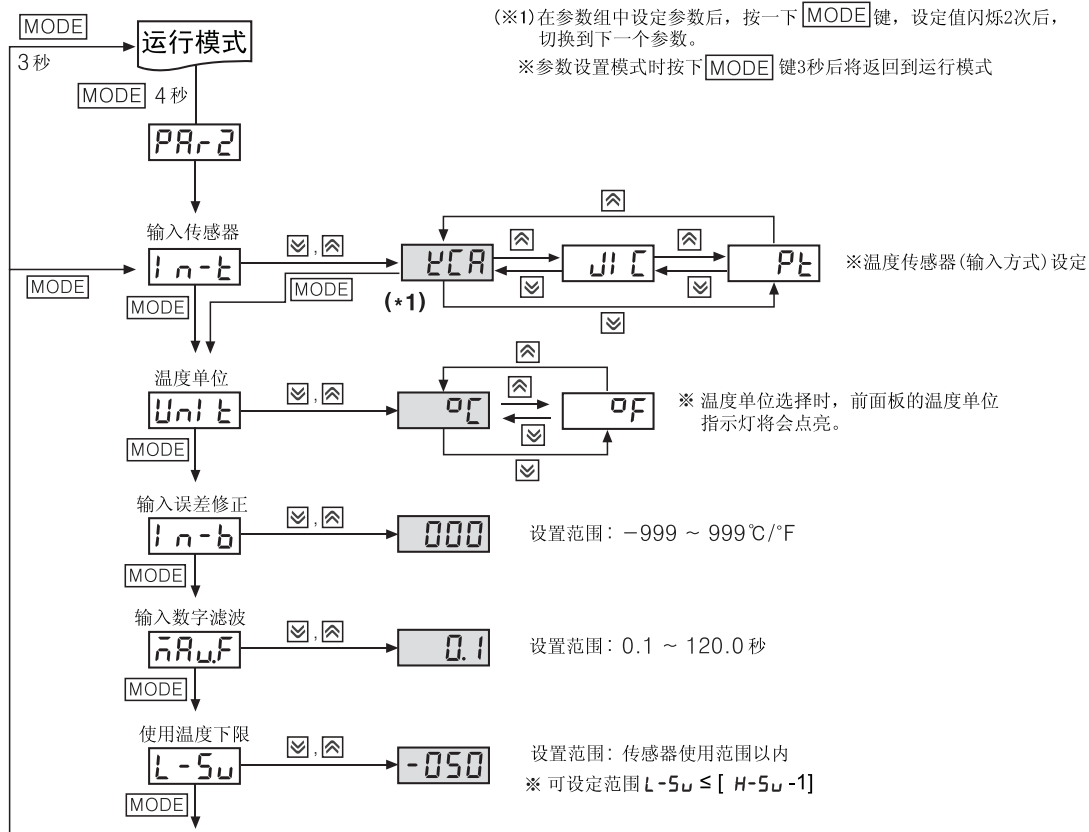 (※1)在参数组中设定参数后，按一下 MODE 键，设定值闪烁2次后，
切换到下一个参数。
※参数设置模式时按下 MODE 键3秒后将返回到运行模式
MODE
3秒
运行模式
MODE 4秒
PAr2
输入传感器
In-t
MODE
MODE
MODE
KCA
(*1)
JIC
Pt
※温度传感器(输入方式)设定
温度单位
UnIt
°C
°F
※ 温度单位选择时，前面板的温度单位
指示灯将会点亮。
MODE
输入误差修正
In-b
000
设置范围：-999 ~ 999℃/°F
MODE
输入数字滤波
mAv.F
0.1
设置范围：0.1 ~ 120.0 秒
MODE
使用温度下限
L-Sv
-050
设置范围：传感器使用范围以内
※ 可设定范围 L-Sv ≤ [ H-Sv -1]
MODE